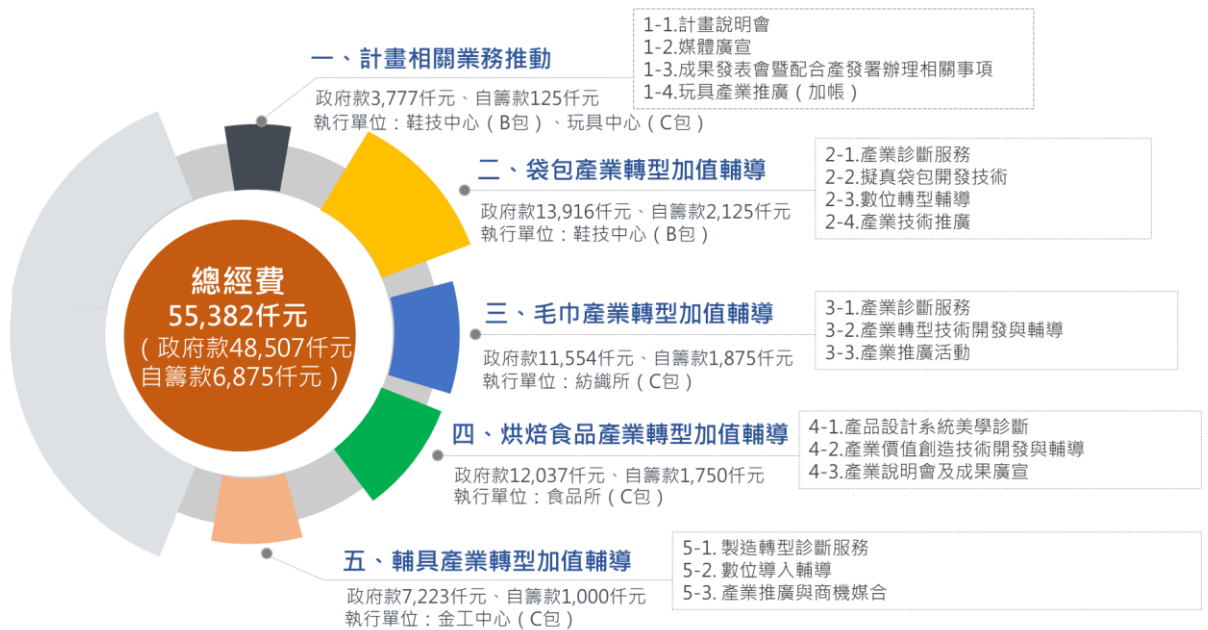 一、計畫相關業務推動
政府款3,777仟元、自籌款125仟元
執行單位：鞋技中心（B包）、玩具中心（C包）
1-1.計畫說明會
1-2.媒體廣宣
1-3.成果發表會暨配合產發署辦理相關事項
1-4.玩具產業推廣（加帳）
二、袋包產業轉型加值輔導
政府款13,916仟元、自籌款2,125仟元
執行單位：鞋技中心（B包）
2-1.產業診斷服務
2-2.擬真袋包開發技術
2-3.數位轉型輔導
2-4.產業技術推廣
總經費
55,382仟元
（政府款48,507仟元
自籌款6,875仟元）
三、毛巾產業轉型加值輔導
政府款11,554仟元、自籌款1,875仟元
執行單位：紡織所（C包）
3-1.產業診斷服務
3-2.產業轉型技術開發與輔導
3-3.產業推廣活動
四、烘焙食品產業轉型加值輔導
政府款12,037仟元、自籌款1,750仟元
執行單位：食品所（C包）
4-1.產品設計系統美學診斷
4-2.產業價值創造技術開發與輔導
4-3.產業說明會及成果廣宣
五、輔具產業轉型加值輔導
政府款7,223仟元、自籌款1,000仟元
執行單位：金工中心（C包）
5-1. 製造轉型診斷服務
5-2. 數位導入輔導
5-3. 產業推廣與商機媒合